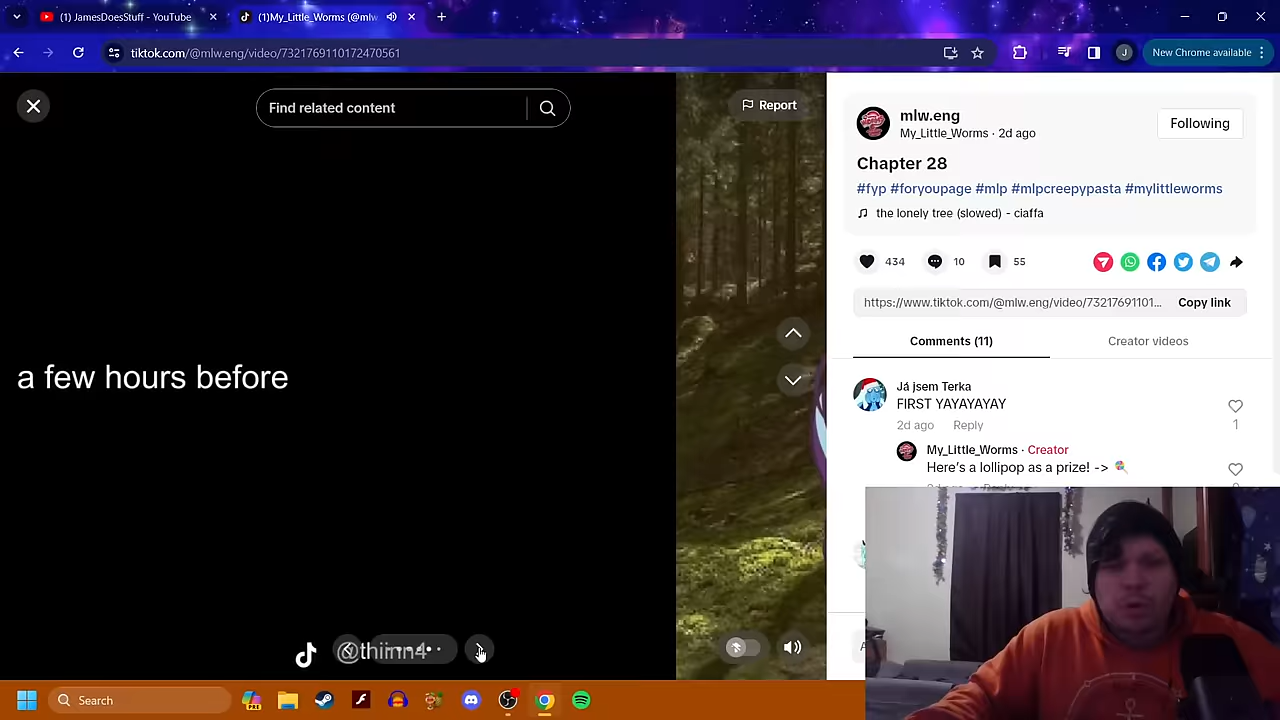 (1) JamesDoesStuff - YouTube
(1)My_Little_Worms (@mlw
tiktok.com/@mlw.eng/video/7321769110172470561
J
New Chrome available
Find related content
Report
mlw.eng
My_Little_Worms · 2d ago
Following
Chapter 28
#fyp #foryoupage #mlp #mlpcreepypasta #mylittleworms
the lonely tree (slowed) - ciaffa
434
10
55
https://www.tiktok.com/@mlw.eng/video/73217691101...
Copy link
Comments (11)
Creator videos
a few hours before
Já jsem Terka
FIRST YAYAYAYAY
2d ago
Reply
1
My_Little_Worms · Creator
Here's a lollipop as a prize! -> 🍭
Search
PRE